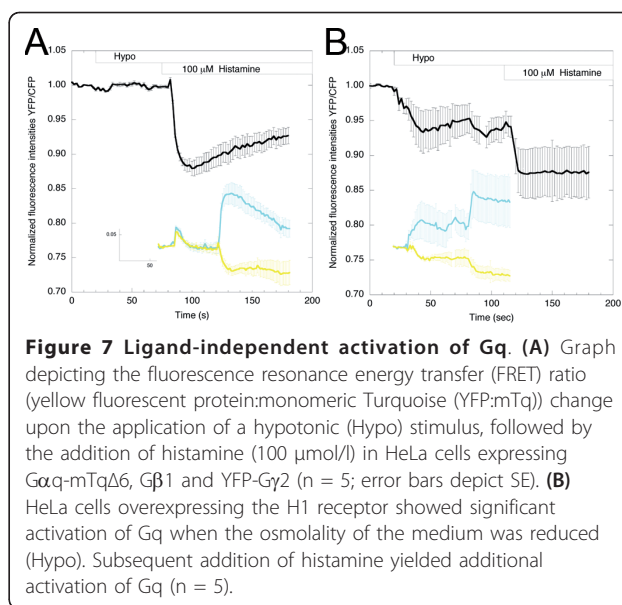 A
B
1.05
1.00
0.95
0.90
0.85
0.80
0.75
0.70
Normalized fluorescence intensities YFP/CFP
Hypo
100 µM Histamine
0.05
50
0 50 100 150 200
Time (s)
1.05
1.00
0.95
0.90
0.85
0.80
0.75
0.70
Normalized fluorescence intensities YFP/CFP
Hypo
100 µM Histamine
0 50 100 150 200
Time (sec)
Figure 7 Ligand-independent activation of Gq. (A) Graph
depicting the fluorescence resonance energy transfer (FRET) ratio
(yellow fluorescent protein:monomeric Turquoise (YFP:mTq)) change
upon the application of a hypotonic (Hypo) stimulus, followed by
the addition of histamine (100 μmol/l) in HeLa cells expressing
Gαq-mTqΔ6, Gβ1 and YFP-Gγ2 (n = 5; error bars depict SE). (B)
HeLa cells overexpressing the H1 receptor showed significant
activation of Gq when the osmolality of the medium was reduced
(Hypo). Subsequent addition of histamine yielded additional
activation of Gq (n = 5).